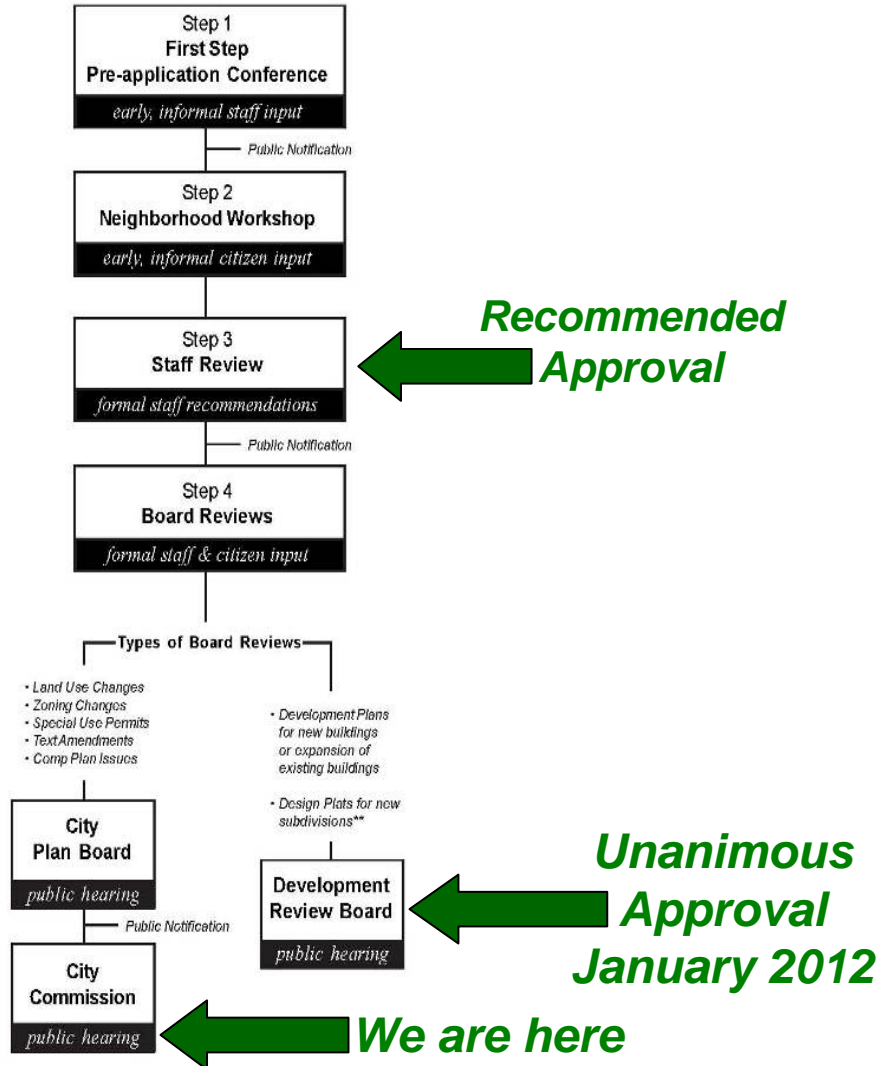 Step 1
First Step
Pre-application Conference
early, informal staff input
Public Notification
Step 2
Neighborhood Workshop
early, informal citizen input
Step 3
Staff Review
formal staff recommendations
Recommended
Approval
Public Notification
Step 4
Board Reviews
formal staff & citizen input
Types of Board Reviews
• Land Use Changes
• Zoning Changes
• Special Use Permits
• Text Amendments
• Comp Plan Issues
City
Plan Board
public hearing
Public Notification
City
Commission
public hearing
We are here
• Development Plans
for new buildings
or expansion of
existing buildings
• Design Plats for new
subdivisions**
Development
Review Board
public hearing
Unanimous
Approval
January 2012